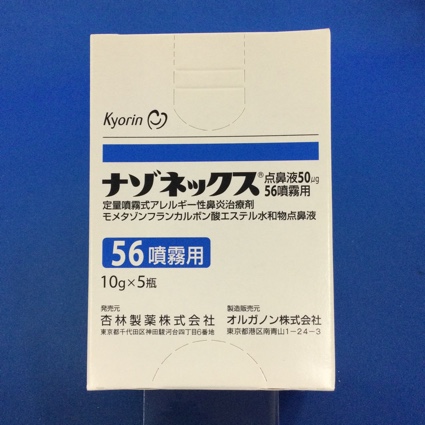 Kyorin
ナゾネックス®点鼻液50μg
56噴霧用
定量噴霧式アレルギー性鼻炎治療剤
モメタゾンフランカルボン酸エステル水和物点鼻液
56噴霧用
10g×5瓶
発売元
杏林製薬株式会社
東京都千代田区神田駿河台四丁目6番地
製造販売元
オルガノン株式会社
東京都港区南青山1-24-3